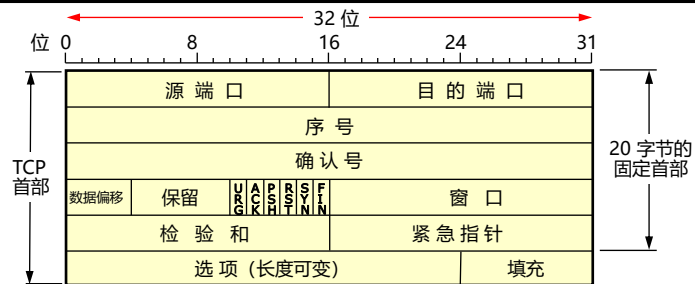 32 位
位 0 8 16 24 31
源 端 口 目 的 端 口
序 号
确 认 号
数据偏移 保留 URG ACK PSH RST SYN FIN 窗 口
检 验 和 紧 急 指 针
选 项 (长度可变) 填充
TCP
首部
20 字节的
固定首部